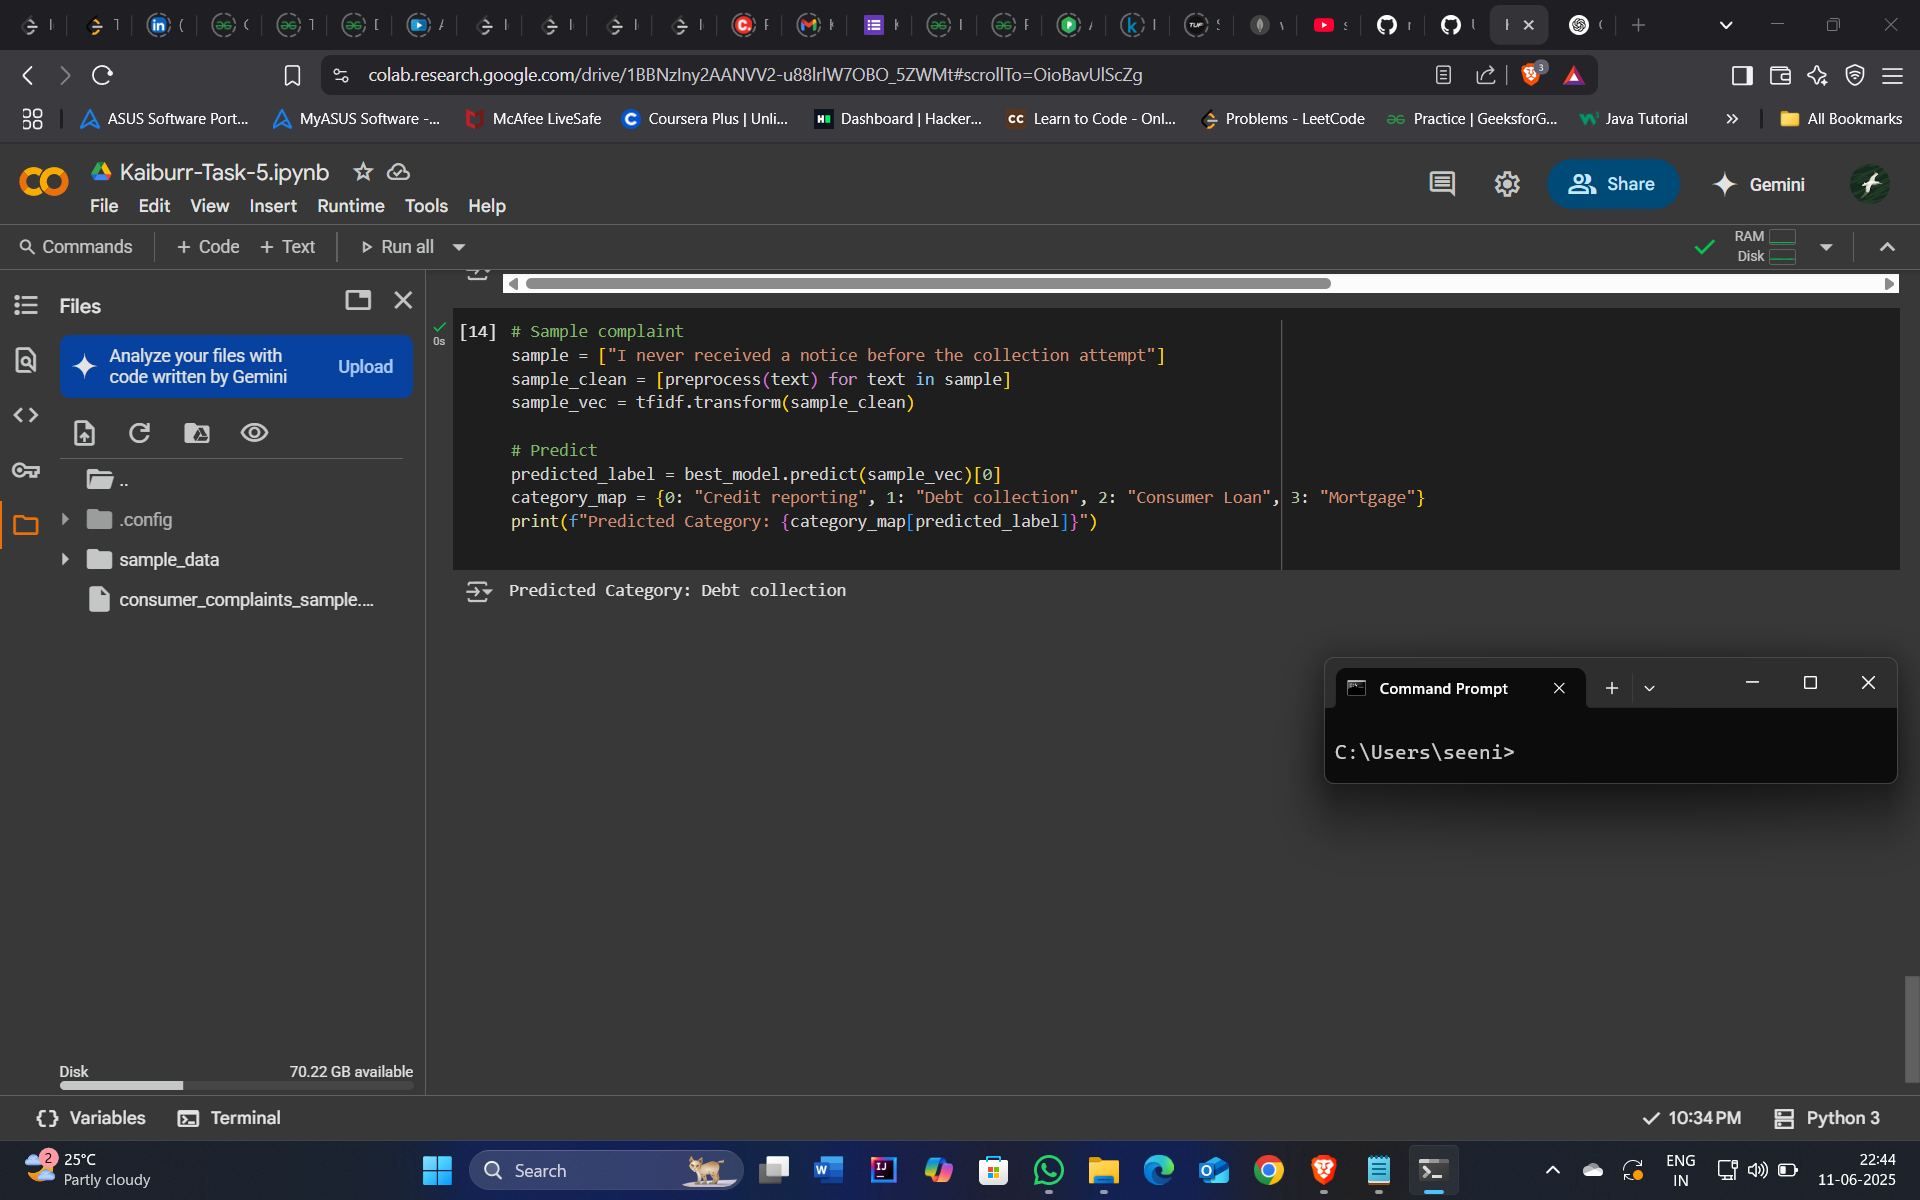 colab.research.google.com/drive/1BBNzIny2AANVV2-u88lrlW7OBO_5ZWMt#scrollTo=OioBavUlScZg
3
ASUS Software Port...
MyASUS Software -...
McAfee LiveSafe
Coursera Plus | Unli...
Dashboard | Hacker...
Learn to Code - Onl...
Problems - LeetCode
Practice | GeeksforG...
Java Tutorial
All Bookmarks
Kaiburr-Task-5.ipynb
File Edit View Insert Runtime Tools Help
Share
Gemini
Commands + Code + Text Run all
RAM
Disk
Files
Analyze your files with
code written by Gemini
Upload
..
.config
sample_data
consumer_complaints_sample....
Disk 70.22 GB available
0s
[14] # Sample complaint
sample = ["I never received a notice before the collection attempt"]
sample_clean = [preprocess(text) for text in sample]
sample_vec = tfidf.transform(sample_clean)
# Predict
predicted_label = best_model.predict(sample_vec)[0]
category_map = {0: "Credit reporting", 1: "Debt collection", 2: "Consumer Loan", 3: "Mortgage"}
print(f"Predicted Category: {category_map[predicted_label]}")
Predicted Category: Debt collection
Command Prompt
C:\Users\seeni>
Variables Terminal
10:34 PM Python 3
2
25°C
Partly cloudy
Search
ENG
IN
22:44
11-06-2025